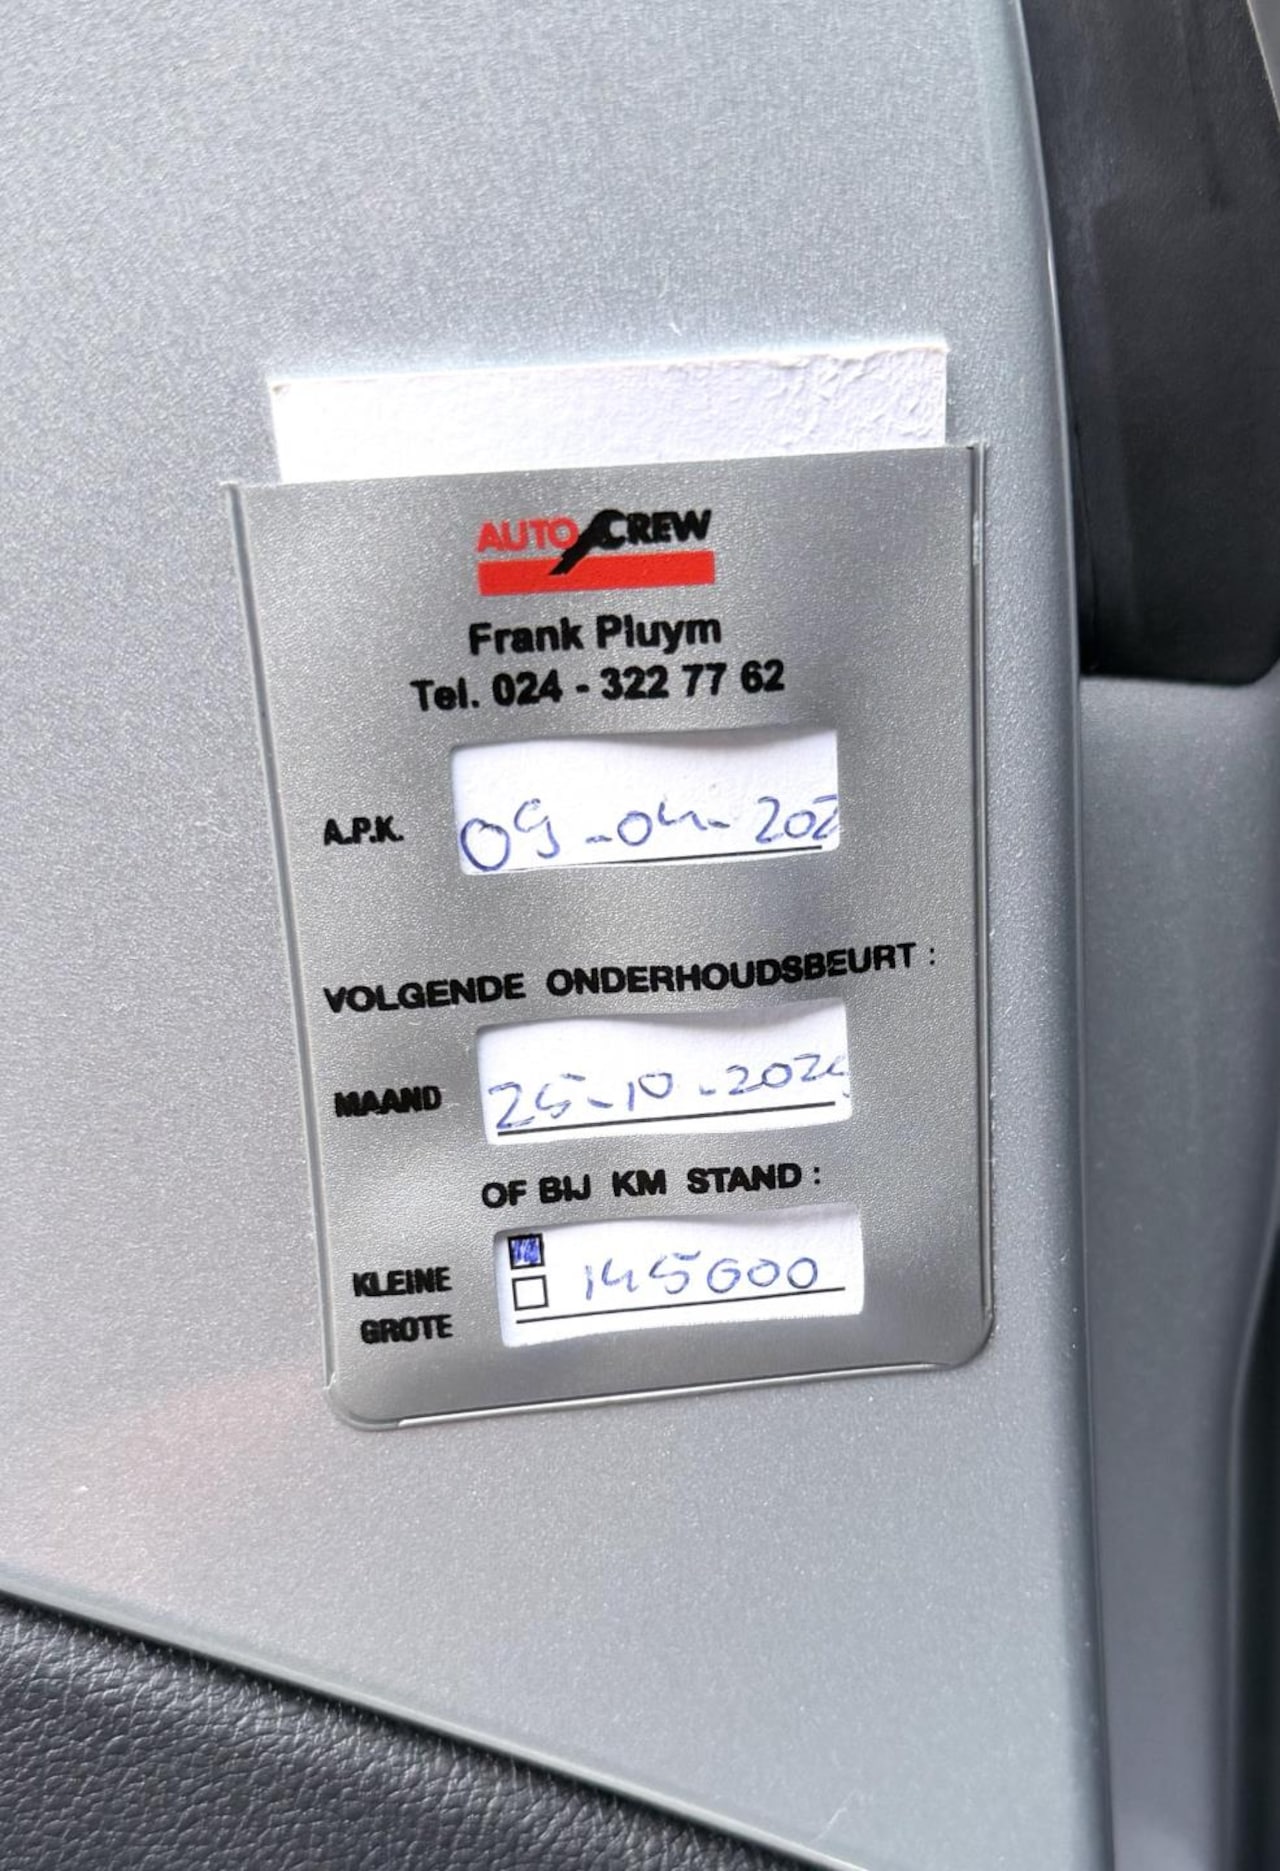 AUTO CREW
Frank Pluym
Tel. 024 - 322 77 62
A.P.K. 09-04-202
VOLGENDE ONDERHOUDSBEURT :
MAAND 25-10-202
OF BIJ KM STAND :
KLEINE 145000
GROTE